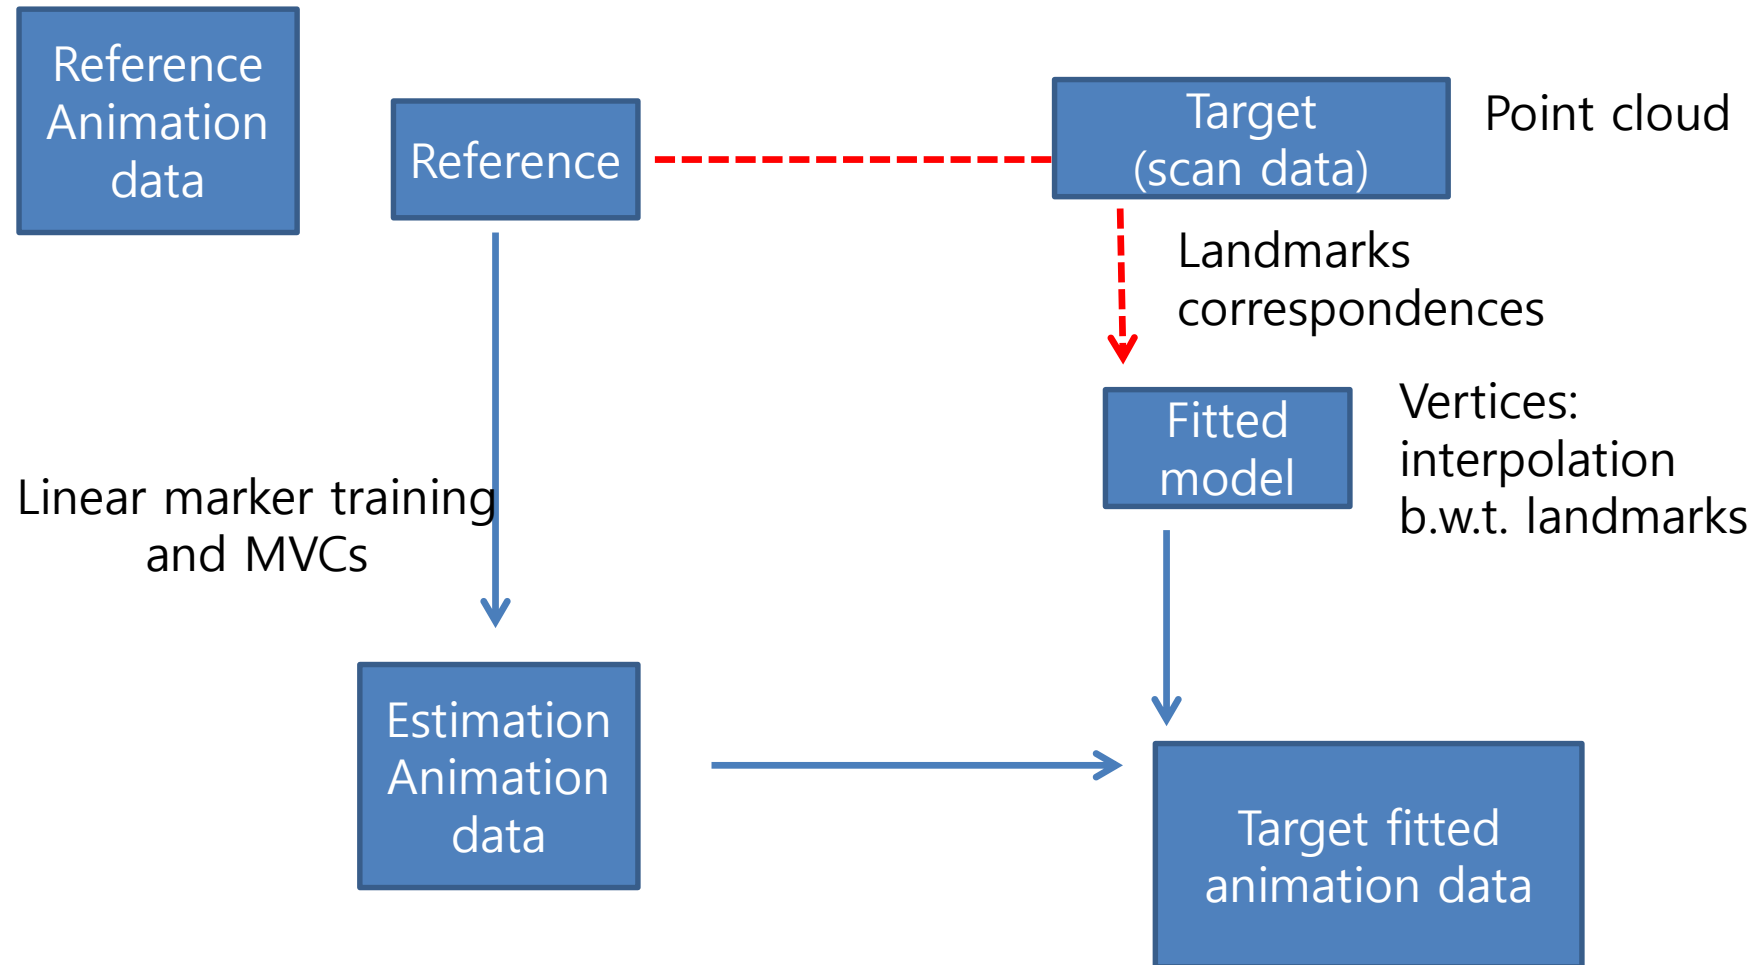 Reference
Animation
data
Reference
Target
(scan data)
Point cloud
Landmarks
correspondences
Fitted
model
Vertices:
interpolation
b.w.t. landmarks
Linear marker training
and MVCs
Estimation
Animation
data
Target fitted
animation data